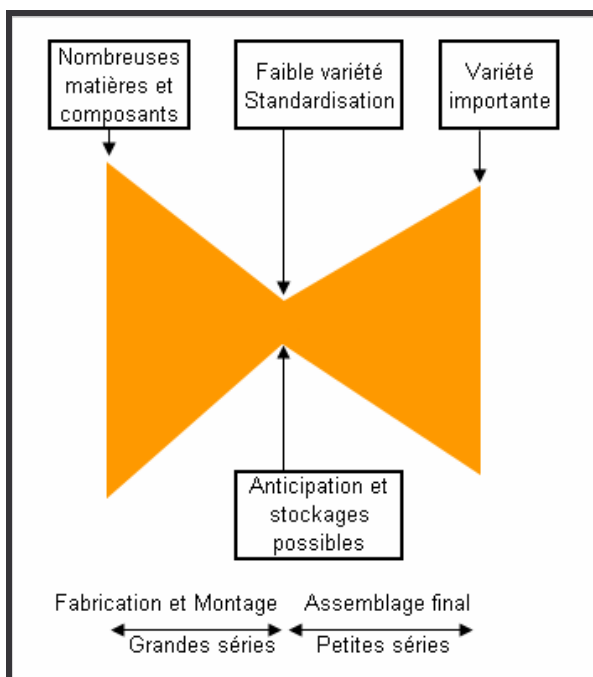 Nombreuses
matières et
composants
Faible variété
Standardisation
Variété
importante
Anticipation et
stockages
possibles
Fabrication et Montage
Assemblage final
Grandes séries
Petites séries